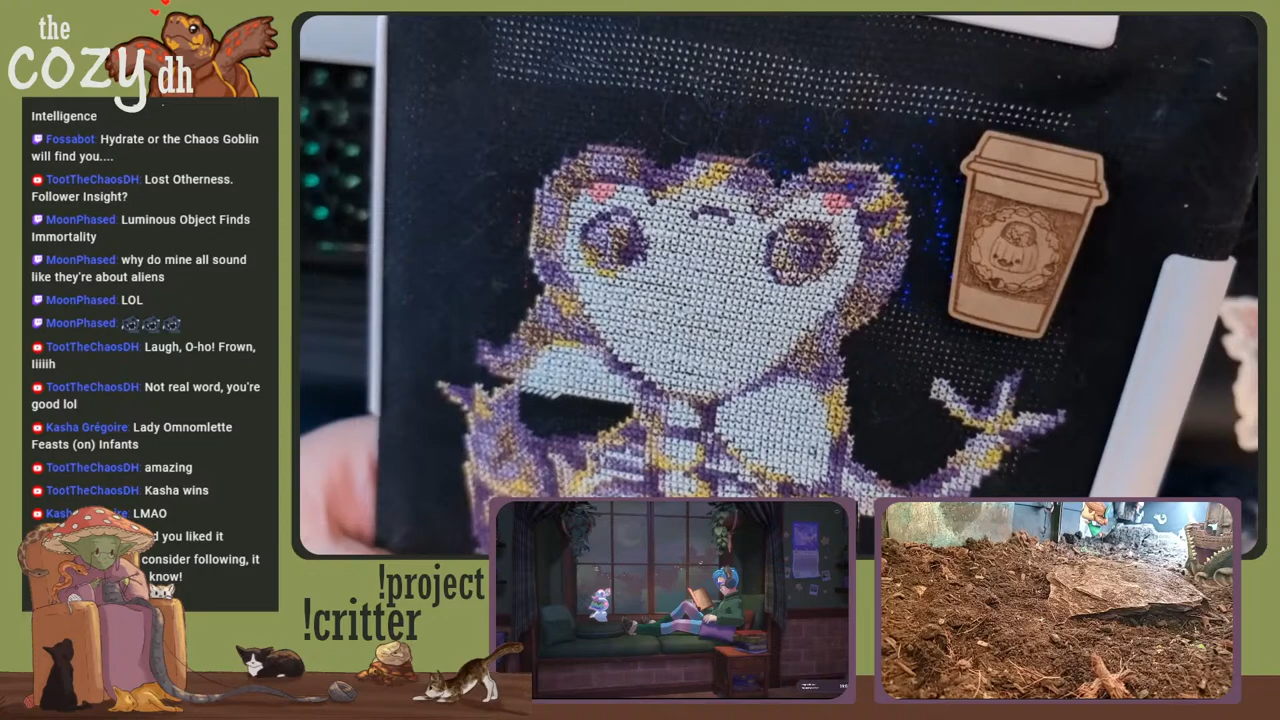 the
cozy dh
Intelligence
Fossabot: Hydrate or the Chaos Goblin
will find you....
TootTheChaosDH: Lost Otherness.
Follower Insight?
MoonPhased: Luminous Object Finds
Immortality
MoonPhased: why do mine all sound
like they're about aliens
MoonPhased: LOL
MoonPhased:
TootTheChaosDH: Laugh, O-ho! Frown,
Iiiiih
TootTheChaosDH: Not real word, you're
good lol
Kasha Grégoire: Lady Omnomlette
Feasts (on) Infants
TootTheChaosDH: amazing
TootTheChaosDH: Kasha wins
LMAO
d you liked it
consider following, it
know!
!project
!critter